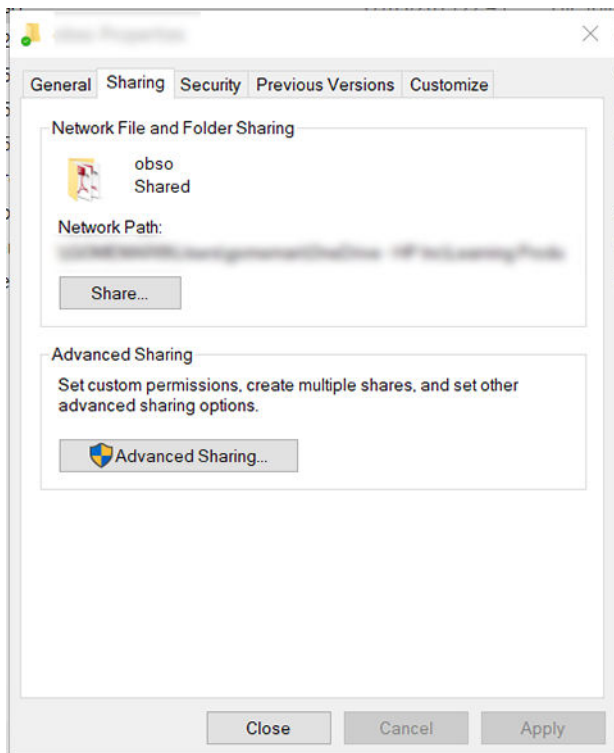 General Sharing Security Previous Versions Customize
Network File and Folder Sharing
obso
Shared
Network Path:
Share...
Advanced Sharing
Set custom permissions, create multiple shares, and set other
advanced sharing options.
Advanced Sharing...
Close Cancel Apply